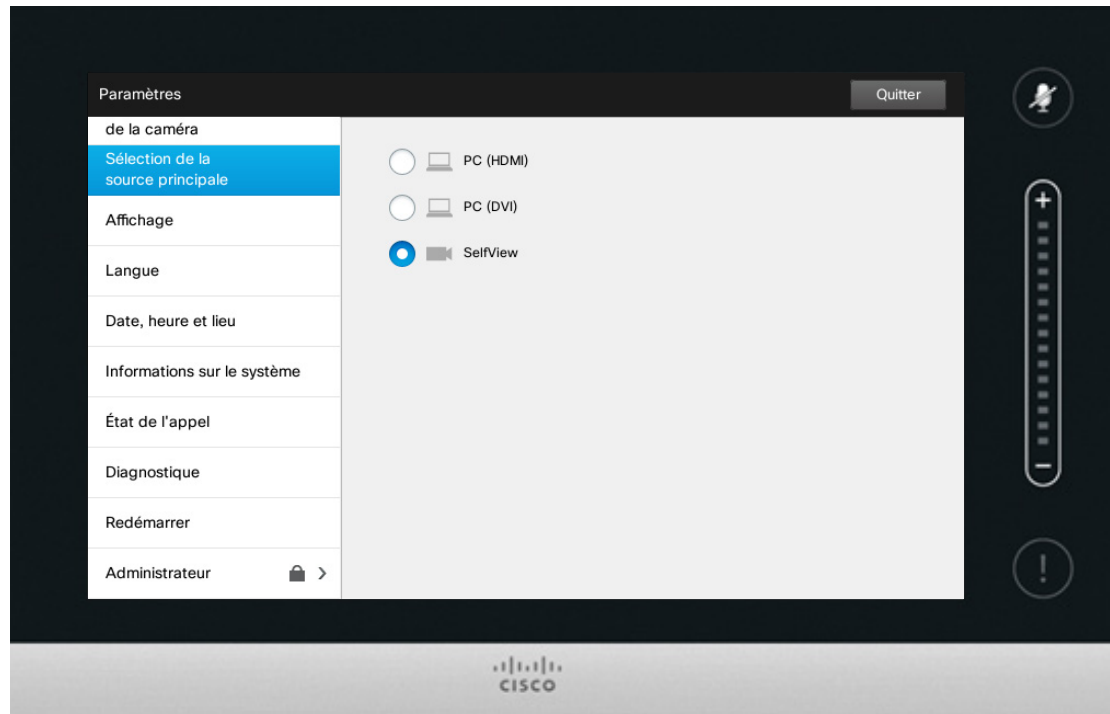 Paramètres
Quitter
de la caméra
Sélection de la
source principale
Affichage
Langue
Date, heure et lieu
Informations sur le système
État de l'appel
Diagnostique
Redémarrer
Administrateur
PC (HDMI)
PC (DVI)
SelfView
+
−
!
CISCO